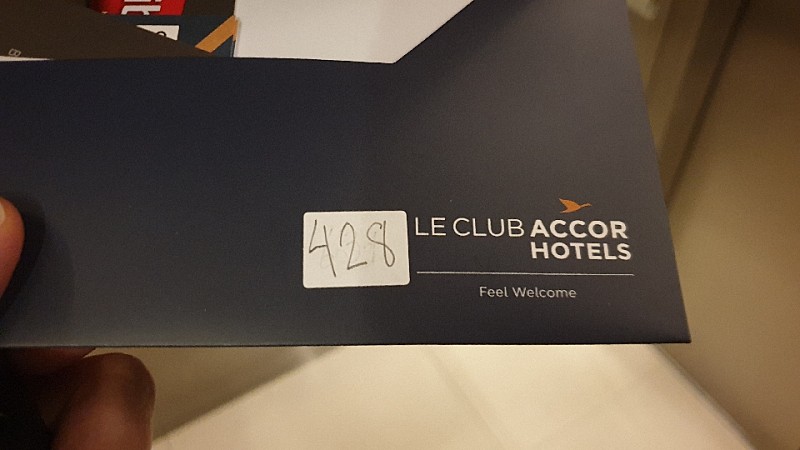 428
LE CLUB ACCOR
HOTELS
Feel Welcome